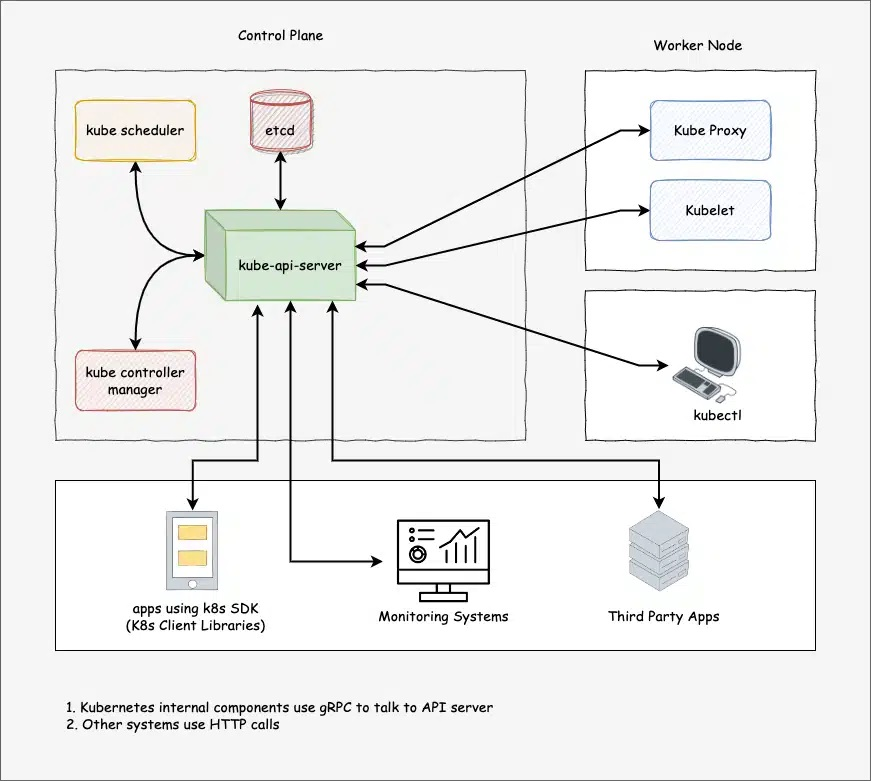 Control Plane
Worker Node
kube scheduler
etcd
Kube Proxy
Kubelet
kube-api-server
kube controller
manager
kubectl
apps using k8s SDK
(K8s Client Libraries)
Monitoring Systems
Third Party Apps
1. Kubernetes internal components use gRPC to talk to API server
2. Other systems use HTTP calls